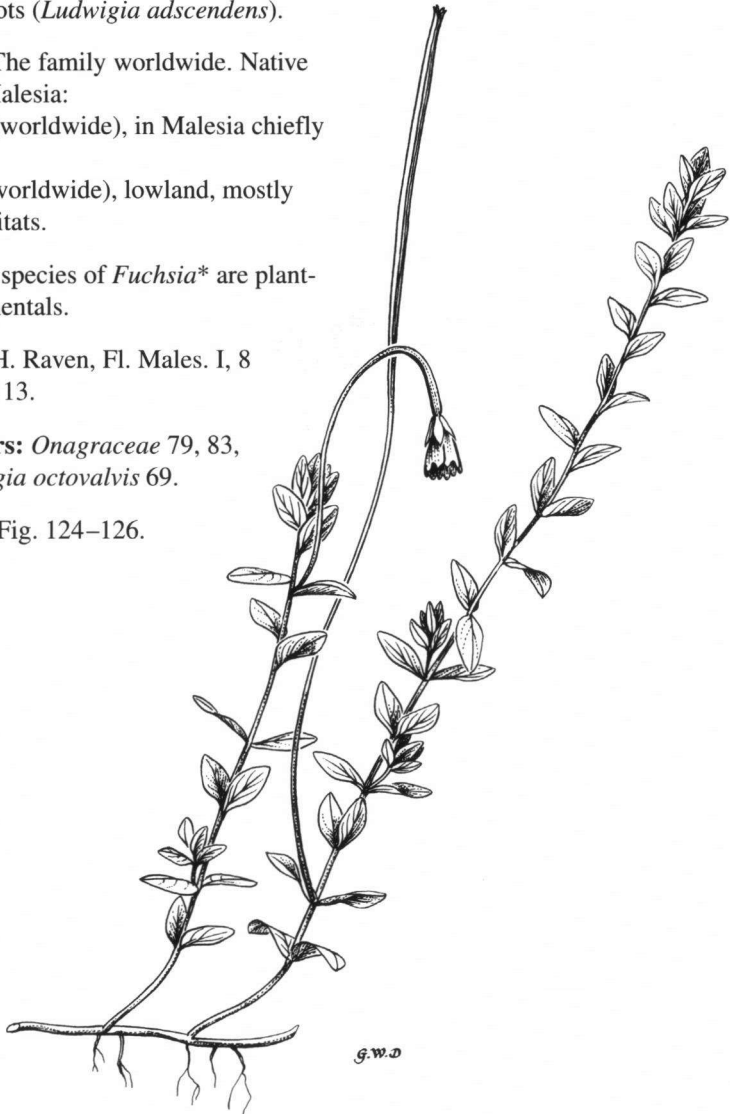 ots (Ludwigia adscendens).
The family worldwide. Native
Malesia:
worldwide), in Malesia chiefly
worldwide), lowland, mostly
itats.
species of Fuchsia* are plant-
entals.
H. Raven, Fl. Males. I, 8
13.
rs: Onagraceae 79, 83,
gia octovalvis 69.
Fig. 124–126.
G.W.D